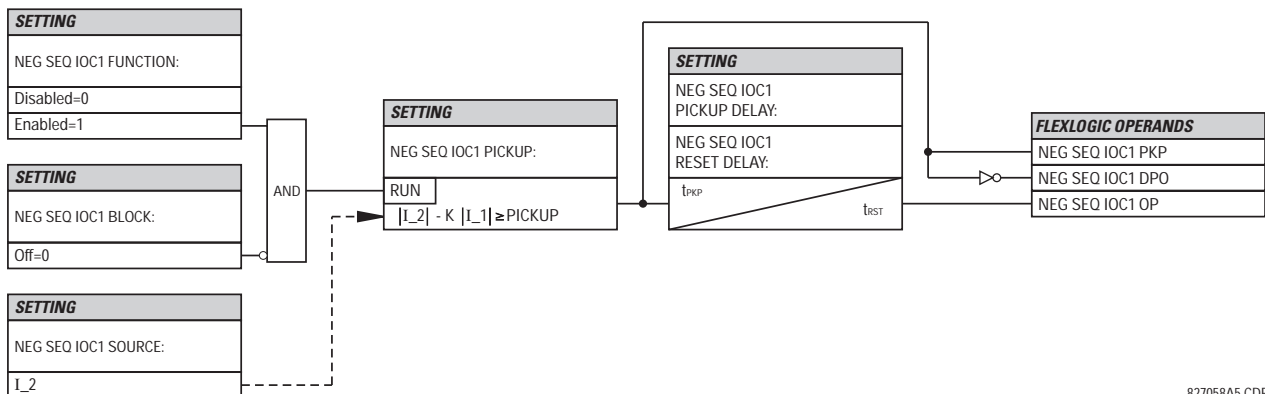 SETTING
NEG SEQ IOC1 FUNCTION:
Disabled=0
Enabled=1
SETTING
NEG SEQ IOC1 BLOCK:
Off=0
SETTING
NEG SEQ IOC1 SOURCE:
I_2
AND
SETTING
NEG SEQ IOC1 PICKUP:
RUN
|I_2| - K |I_1| ≥ PICKUP
SETTING
NEG SEQ IOC1
PICKUP DELAY:
NEG SEQ IOC1
RESET DELAY:
tPKP
tRST
FLEXLOGIC OPERANDS
NEG SEQ IOC1 PKP
NEG SEQ IOC1 DPO
NEG SEQ IOC1 OP
827058A5.CDR